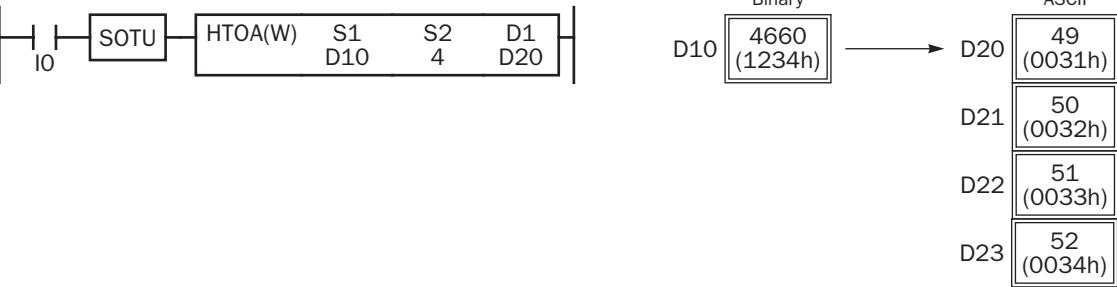 Binary
ASCII
I0
SOTU
HTOA(W) S1 S2 D1
D10 4 D20
D10
4660
(1234h)
D20
49
(0031h)
D21
50
(0032h)
D22
51
(0033h)
D23
52
(0034h)